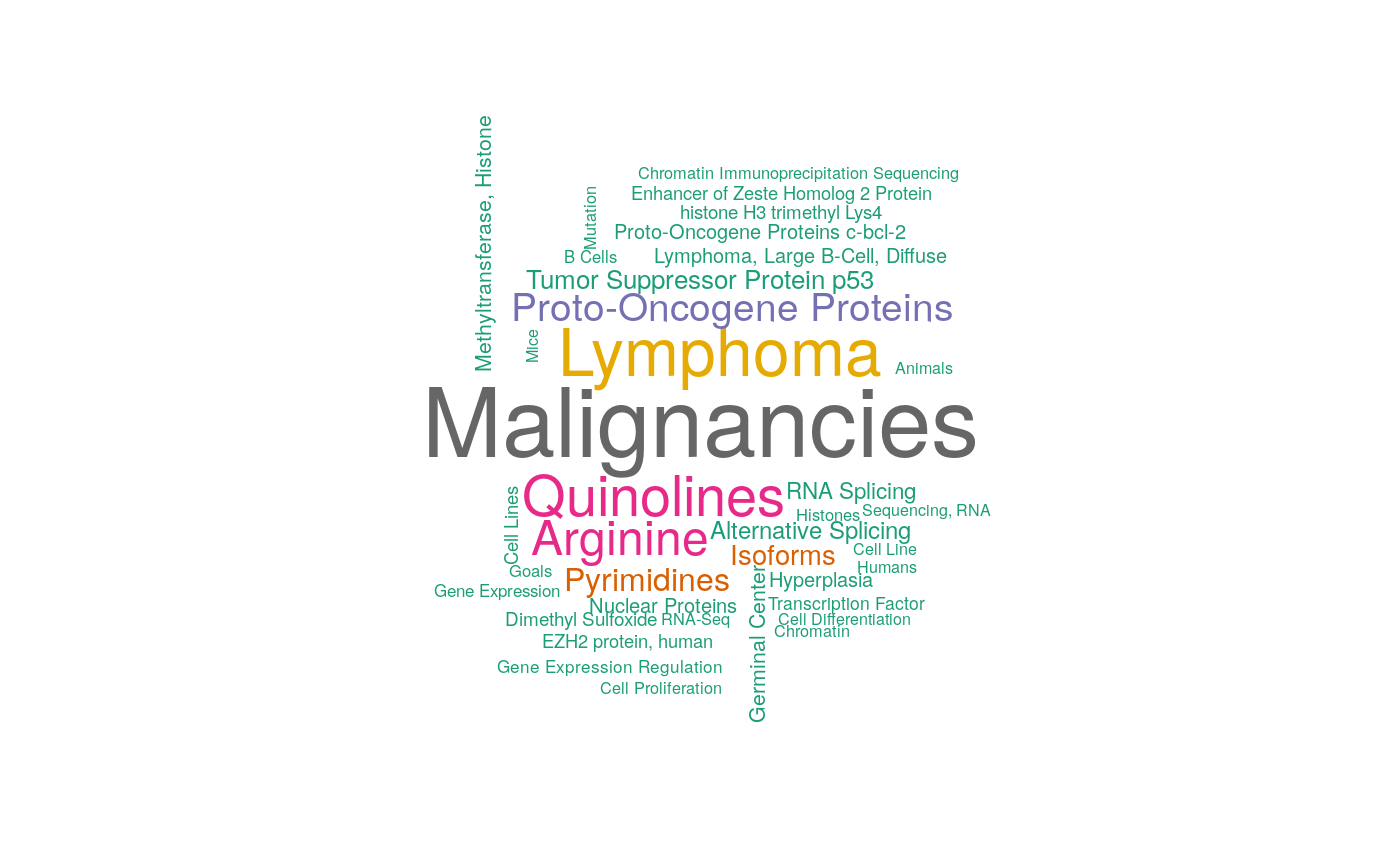 Methyltransferase, Histone
Chromatin Immunoprecipitation Sequencing
Mutation
Enhancer of Zeste Homolog 2 Protein
histone H3 trimethyl Lys4
Proto-Oncogene Proteins c-bcl-2
B Cells
Lymphoma, Large B-Cell, Diffuse
Tumor Suppressor Protein p53
Proto-Oncogene Proteins
Mice
Lymphoma
Animals
Malignancies
Quinolines
RNA Splicing
Cell Lines
Histones
Sequencing, RNA
Arginine
Alternative Splicing
Isoforms
Cell Line
Goals
Humans
Pyrimidines
Hyperplasia
Gene Expression
Germinal Center
Nuclear Proteins
Transcription Factor
Dimethyl Sulfoxide
RNA-Seq
Cell Differentiation
Chromatin
EZH2 protein, human
Gene Expression Regulation
Cell Proliferation